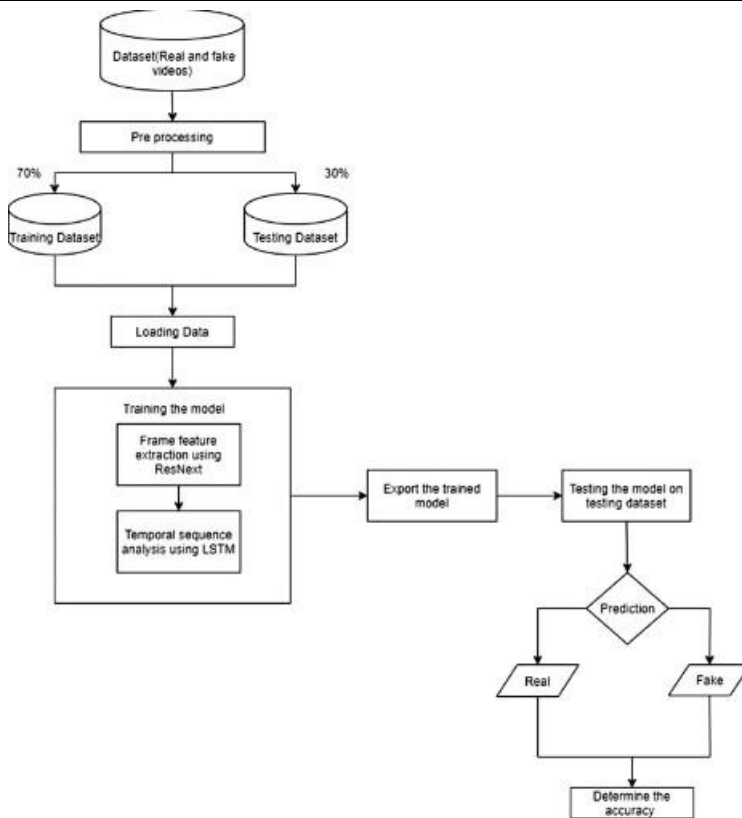 Dataset(Real and fake
videos)
Pre processing
70%
30%
Training Dataset
Testing Dataset
Loading Data
Training the model
Frame feature
extraction using
ResNext
Temporal sequence
analysis using LSTM
Export the trained
model
Testing the model on
testing dataset
Prediction
Real
Fake
Determine the
accuracy